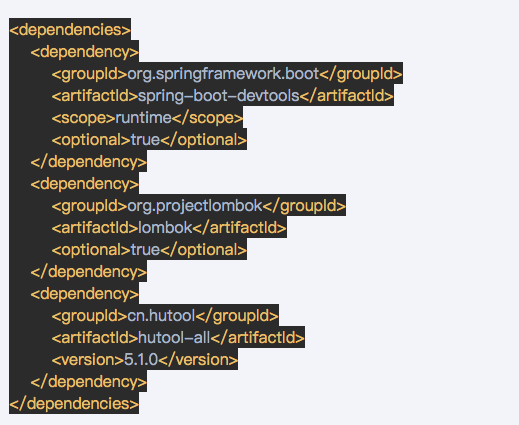 <dependencies>
<dependency>
<groupId>org.springframework.boot</groupId>
<artifactId>spring-boot-devtools</artifactId>
<scope>runtime</scope>
<optional>true</optional>
</dependency>
<dependency>
<groupId>org.projectlombok</groupId>
<artifactId>lombok</artifactId>
<optional>true</optional>
</dependency>
<dependency>
<groupId>cn.hutool</groupId>
<artifactId>hutool-all</artifactId>
<version>5.1.0</version>
</dependency>
</dependencies>